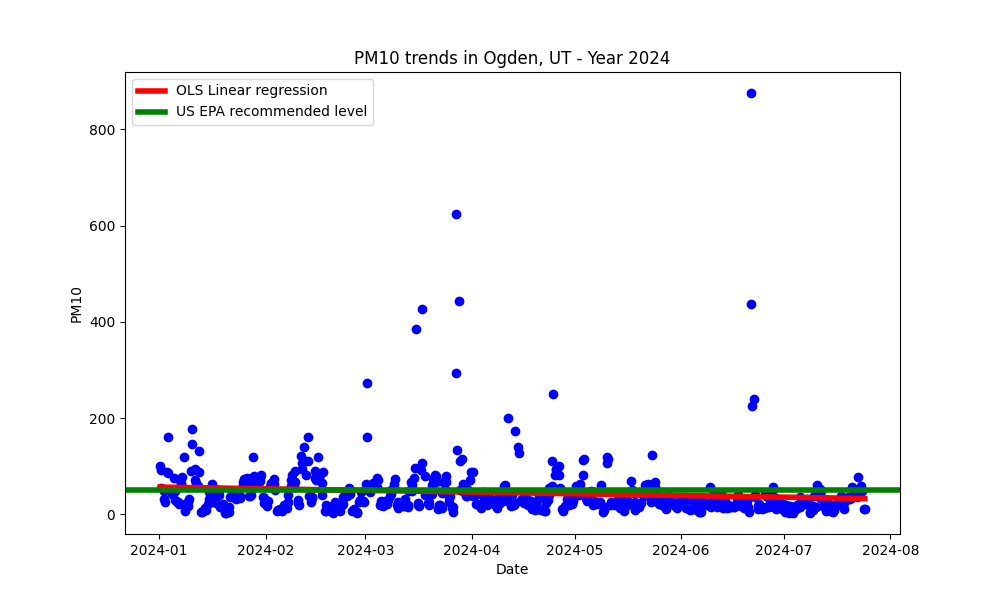 PM10 trends in Ogden, UT - Year 2024
OLS Linear regression
US EPA recommended level
800
600
400
200
0
PM10
2024-01
2024-02
2024-03
2024-04
2024-05
2024-06
2024-07
2024-08
Date